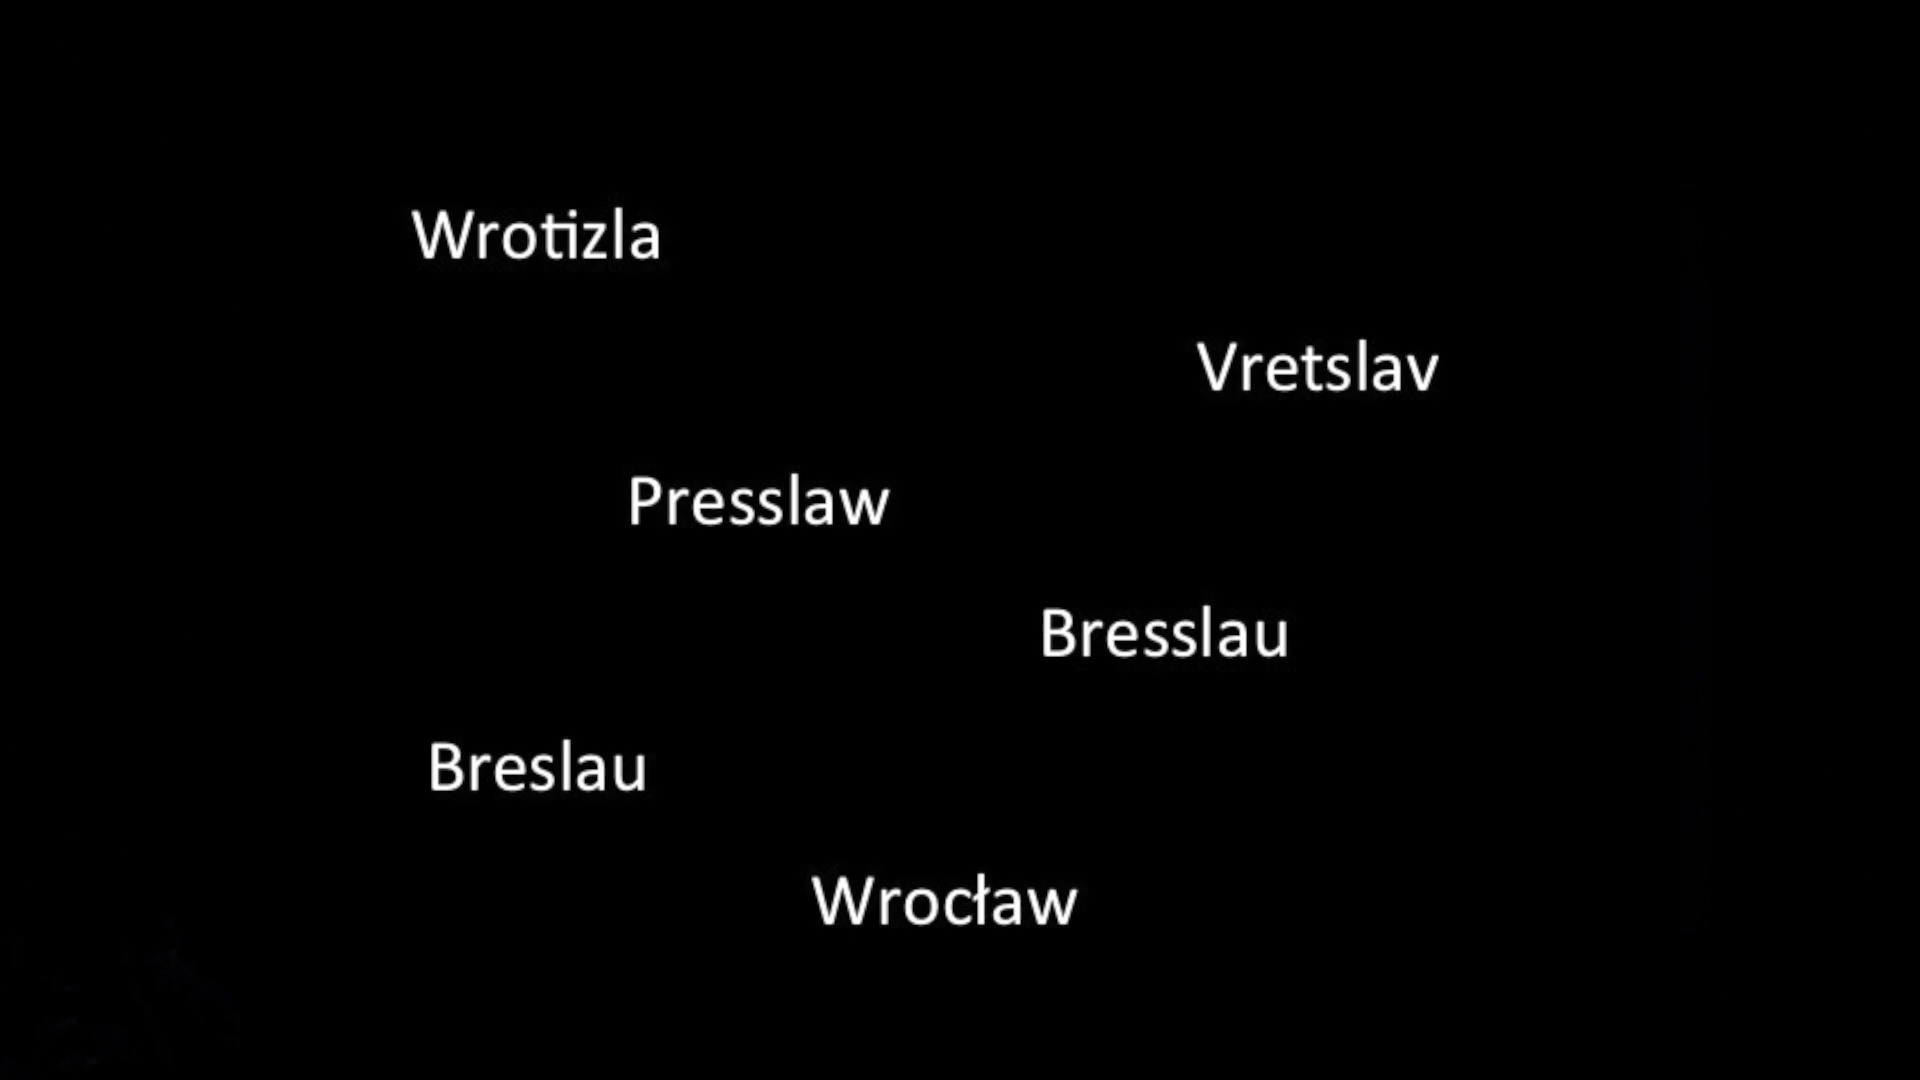 Wrotizla
Vretslav
Presslaw
Bresslau
Breslau
Wrocław